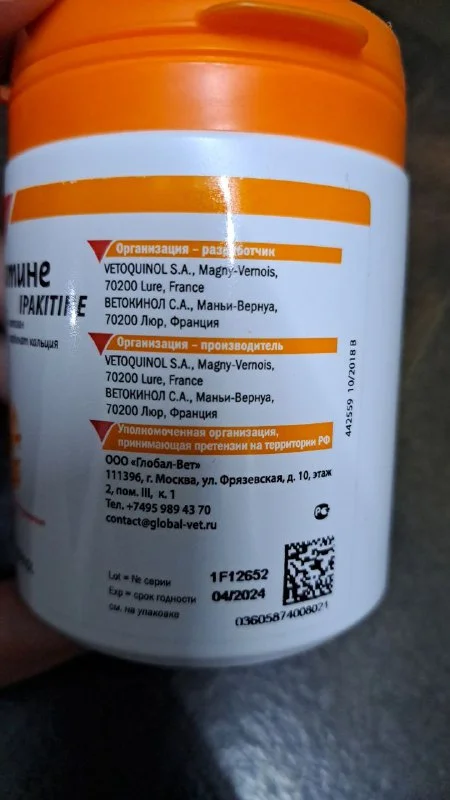 IPAKITINE
кальция
Организация – разработчик
VETOQUINOL S.A., Magny-Vernois,
70200 Lure, France
ВЕТОКИНОЛ С.А., Маньи-Вернуа,
70200 Люр, Франция
Организация – производитель
VETOQUINOL S.A., Magny-Vernois,
70200 Lure, France
ВЕТОКИНОЛ С.А., Маньи-Вернуа,
70200 Люр, Франция
Уполномоченная организация,
принимающая претензии на территории РФ
ООО «Глобал-Вет»
111396, г. Москва, ул. Фрязевская, д. 10, этаж
2, пом. III, к. 1
Тел. +7495 989 43 70
contact@global-vet.ru
442559 10/2018 B
Lot = № серии 1F12652
Exp = срок годности 04/2024
см. на упаковке
03605874008021